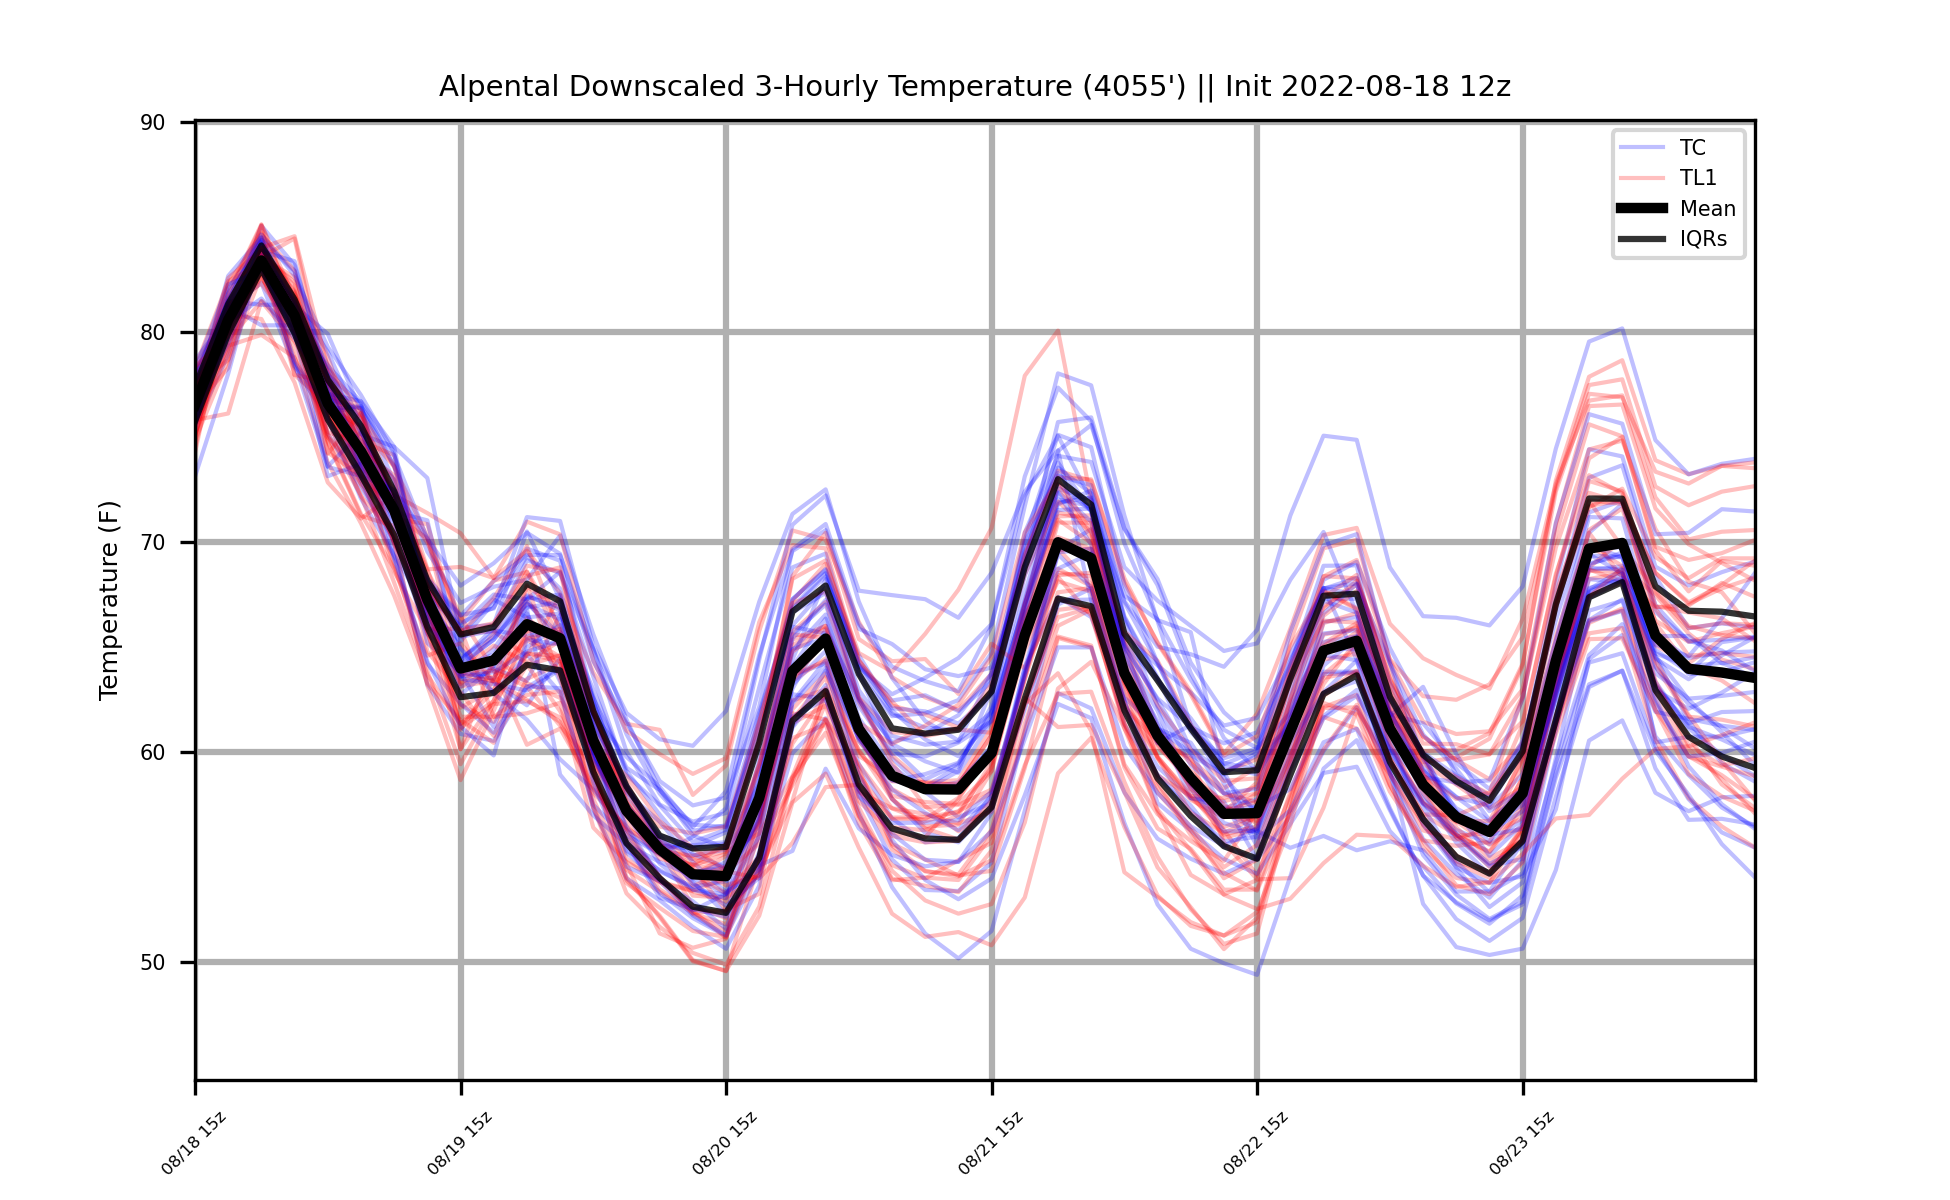 Alpental Downscaled 3-Hourly Temperature (4055') || Init 2022-08-18 12z
90
80
70
60
50
Temperature (F)
TC
TL1
Mean
IQRs
08/18 15z
08/19 15z
08/20 15z
08/21 15z
08/22 15z
08/23 15z